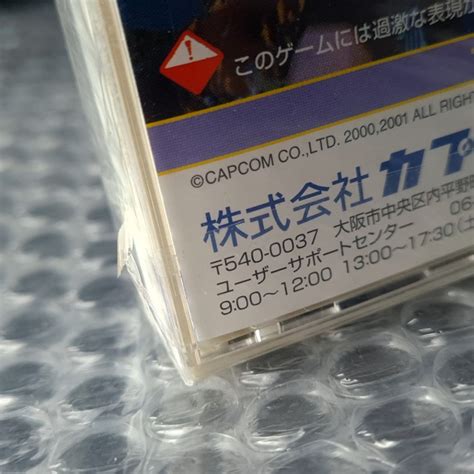 このゲームには過激な表現
©CAPCOM CO., LTD. 2000,2001 ALL RIGH
株式会社 カプ
〒540-0037 大阪市中央区内平野
ユーザーサポートセンター 06-
9:00～12:00 13:00～17:30(土